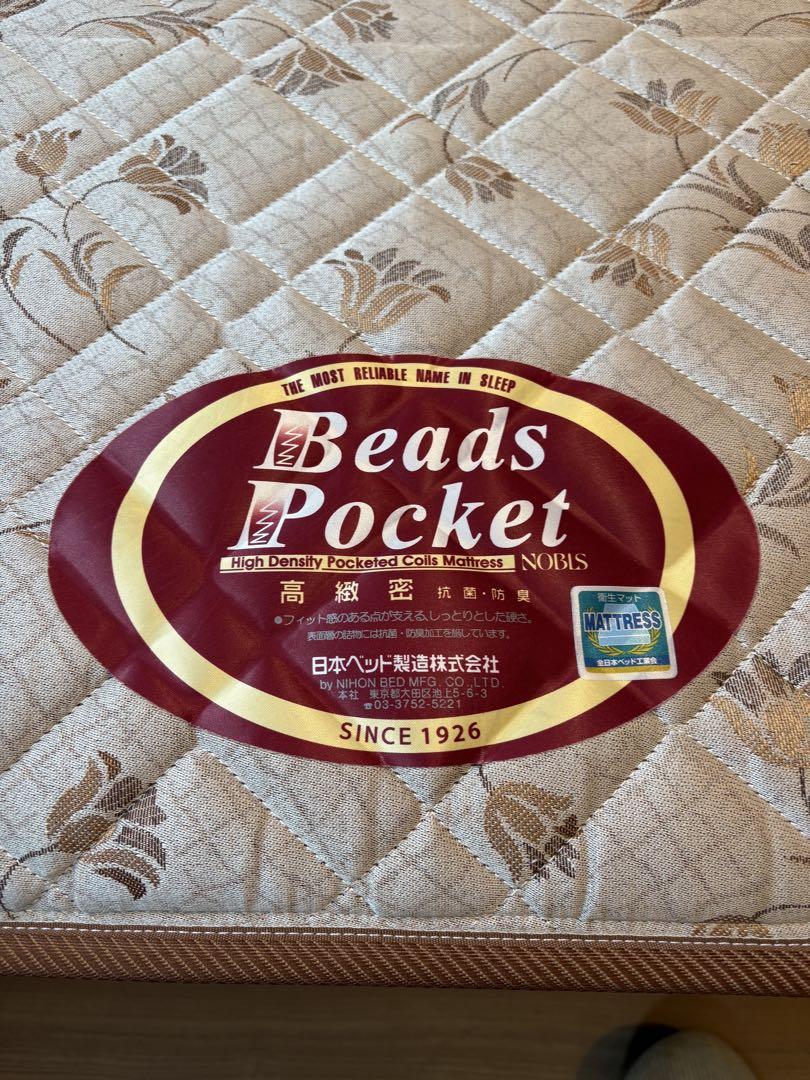 THE MOST RELIABLE NAME IN SLEEP
Beads
Pocket
High Density Pocketed Coils Mattress NOBLS
高緻密 抗菌・防臭
●フィット感のある点が支える、しっとりとした硬さ。
表面層の詰物には抗菌・防臭加工を施しています。
日本ベッド製造株式会社
by NIHON BED MFG. CO.,LTD.
本社 東京都大田区池上5-6-3
☎03-3752-5221
SINCE 1926
衛生マット
MATTRESS
全日本ベッド工業会